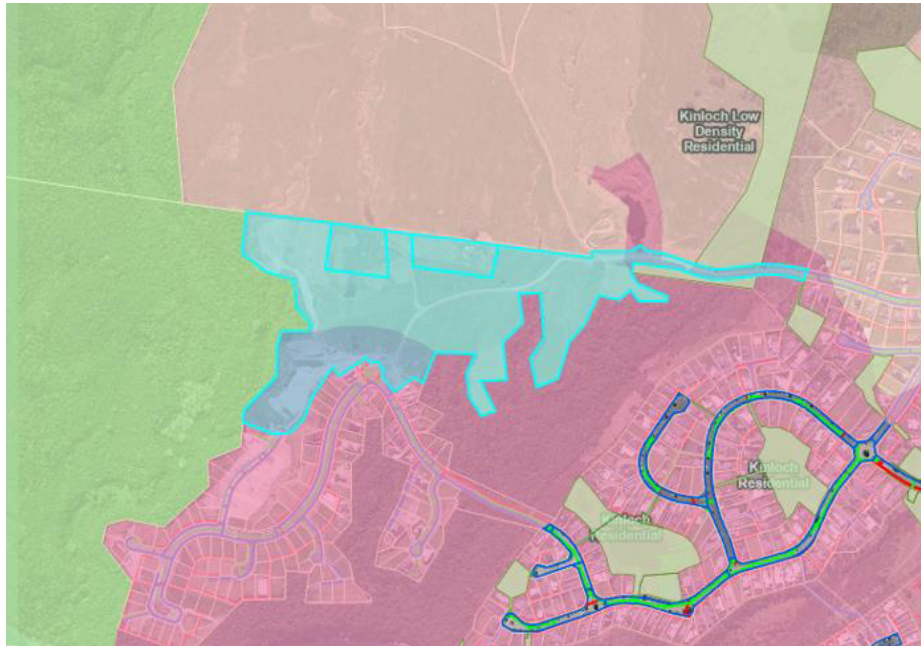 Kinloch Low
Density
Residential
Kinloch
Residential
Kinloch
Residential